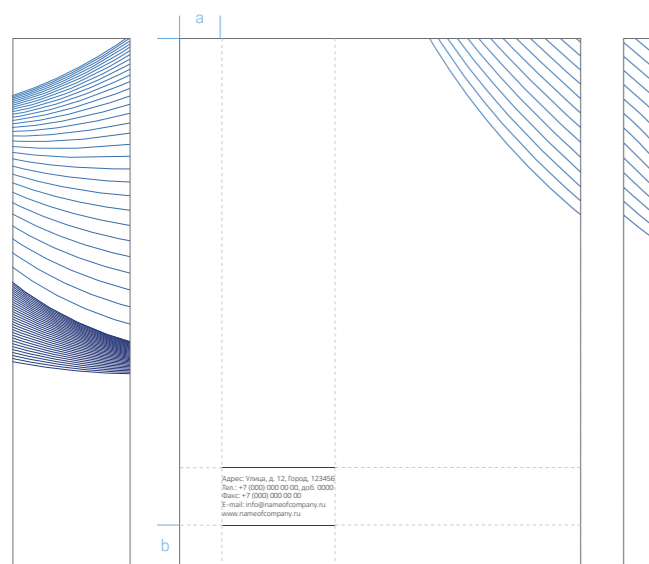 a
Адрес: Улица, д. 12, Город, 123456
Тел.: +7 (000) 000 00 00, доб. 0000
Факс: +7 (000) 000 00 00
E-mail: info@nameofcompany.ru
www.nameofcompany.ru
b